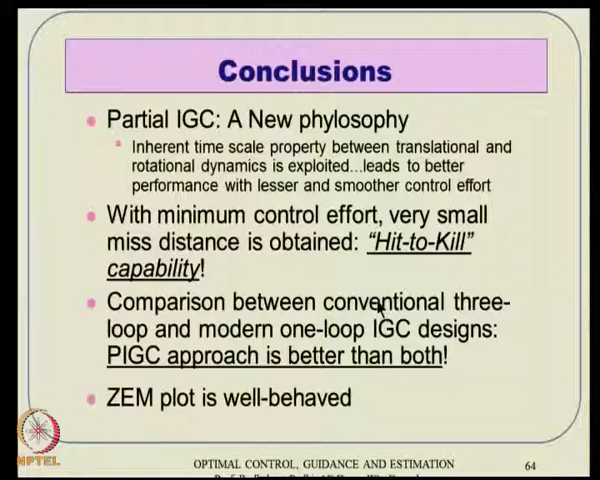 Conclusions
Partial IGC: A New phylosophy
Inherent time scale property between translational and
rotational dynamics is exploited...leads to better
performance with lesser and smoother control effort
With minimum control effort, very small
miss distance is obtained: "Hit-to-Kill"
capability!
Comparison between conventional three-
loop and modern one-loop IGC designs:
PIGC approach is better than both!
ZEM plot is well-behaved
NPTEL
OPTIMAL CONTROL, GUIDANCE AND ESTIMATION
64